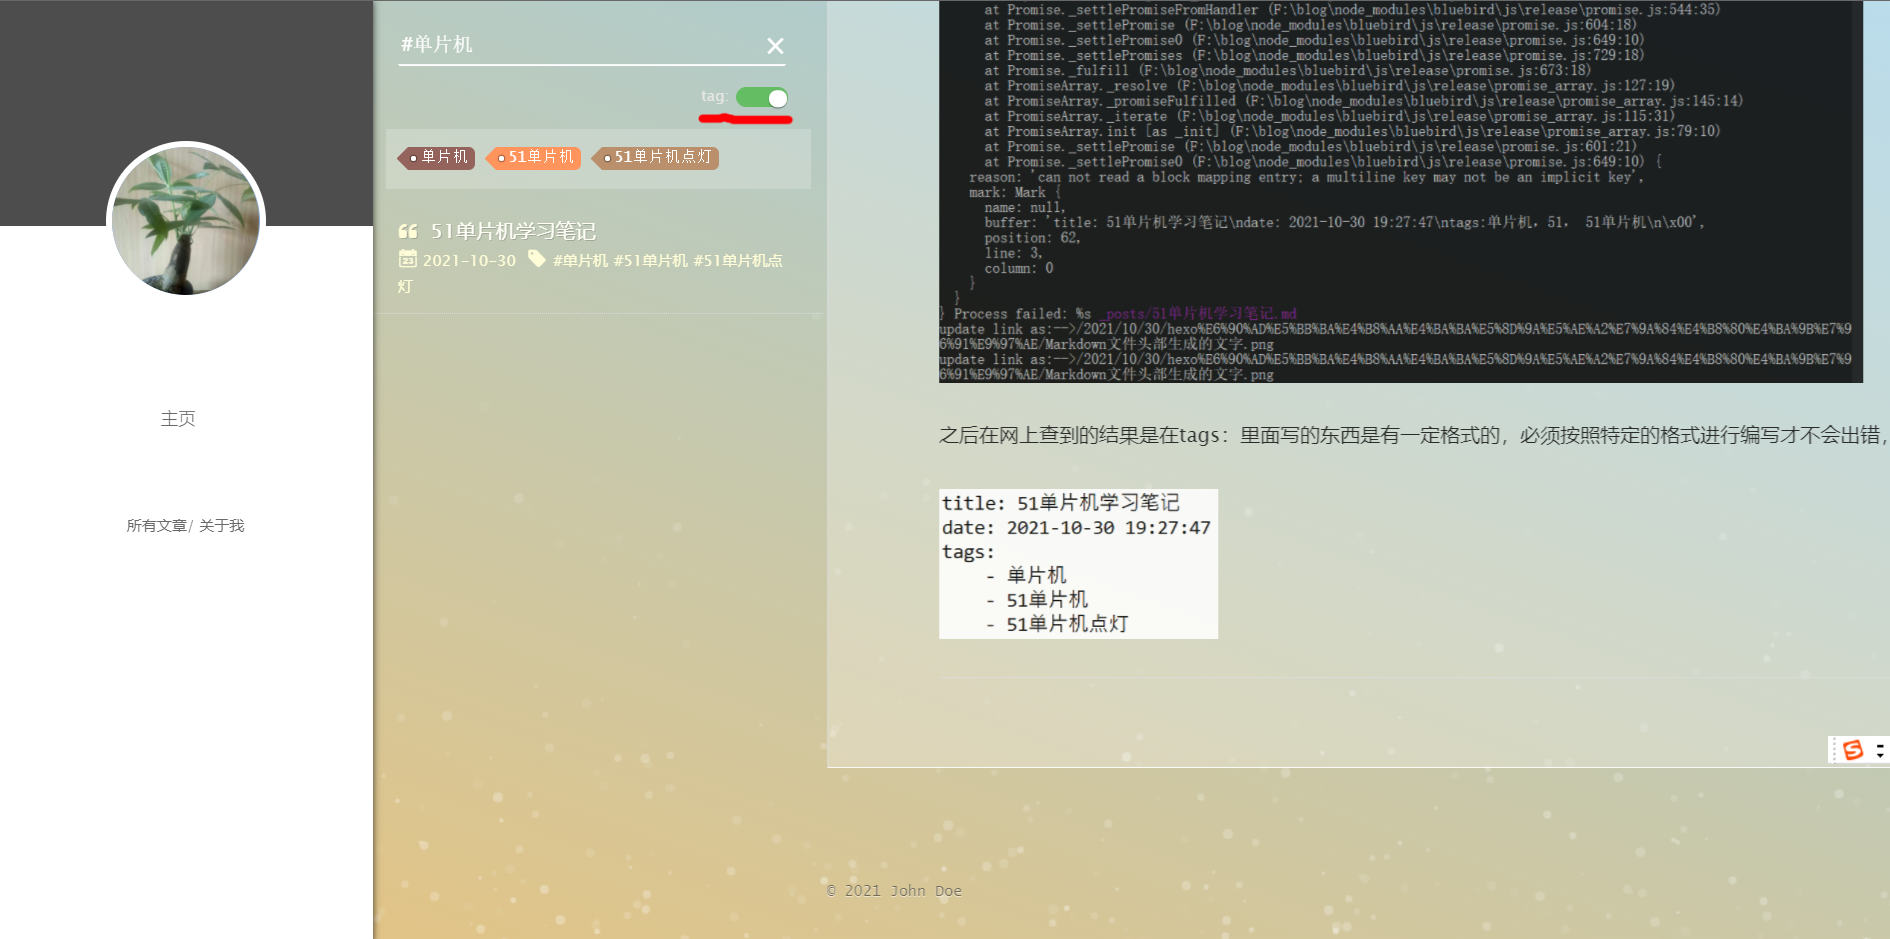 #单片机
tag:
单片机
51单片机
51单片机点灯
51单片机学习笔记
2021-10-30 #单片机 #51单片机 #51单片机点
灯
主页
所有文章/ 关于我
at Promise._settlePromiseFromHandler (F:\blog\node_modules\bluebird\js\release\promise.js:544:35)
at Promise._settlePromise (F:\blog\node_modules\bluebird\js\release\promise.js:604:18)
at Promise._settlePromise0 (F:\blog\node_modules\bluebird\js\release\promise.js:649:10)
at Promise._settlePromises (F:\blog\node_modules\bluebird\js\release\promise.js:729:18)
at Promise._fulfill (F:\blog\node_modules\bluebird\js\release\promise.js:673:18)
at PromiseArray._resolve (F:\blog\node_modules\bluebird\js\release\promise_array.js:127:19)
at PromiseArray._promiseFulfilled (F:\blog\node_modules\bluebird\js\release\promise_array.js:145:14)
at PromiseArray._iterate (F:\blog\node_modules\bluebird\js\release\promise_array.js:115:31)
at PromiseArray.init [as _init] (F:\blog\node_modules\bluebird\js\release\promise_array.js:79:10)
at Promise._settlePromise (F:\blog\node_modules\bluebird\js\release\promise.js:601:21)
at Promise._settlePromise0 (F:\blog\node_modules\bluebird\js\release\promise.js:649:10) {
reason: 'can not read a block mapping entry; a multiline key may not be an implicit key',
mark: Mark {
name: null,
buffer: 'title: 51单片机学习笔记\ndate: 2021-10-30 19:27:47\ntags:单片机，51， 51单片机\n\x00',
position: 62,
line: 3,
column: 0
}
}
} Process failed: %s _posts/51单片机学习笔记.md
update link as:-->/2021/10/30/hexo%E6%90%AD%E5%BB%BA%E4%B8%AA%E4%BA%BA%E5%8D%9A%E5%AE%A2%E7%9A%84%E4%B8%80%E4%BA%9B%E7%9
6%91%E9%97%AE/Markdown文件头部生成的文字.png
update link as:-->/2021/10/30/hexo%E6%90%AD%E5%BB%BA%E4%B8%AA%E4%BA%BA%E5%8D%9A%E5%AE%A2%E7%9A%84%E4%B8%80%E4%BA%9B%E7%9
6%91%E9%97%AE/Markdown文件头部生成的文字.png
之后在网上查到的结果是在tags：里面写的东西是有一定格式的，必须按照特定的格式进行编写才不会出错，
title: 51单片机学习笔记
date: 2021-10-30 19:27:47
tags:
- 单片机
- 51单片机
- 51单片机点灯
© 2021 John Doe